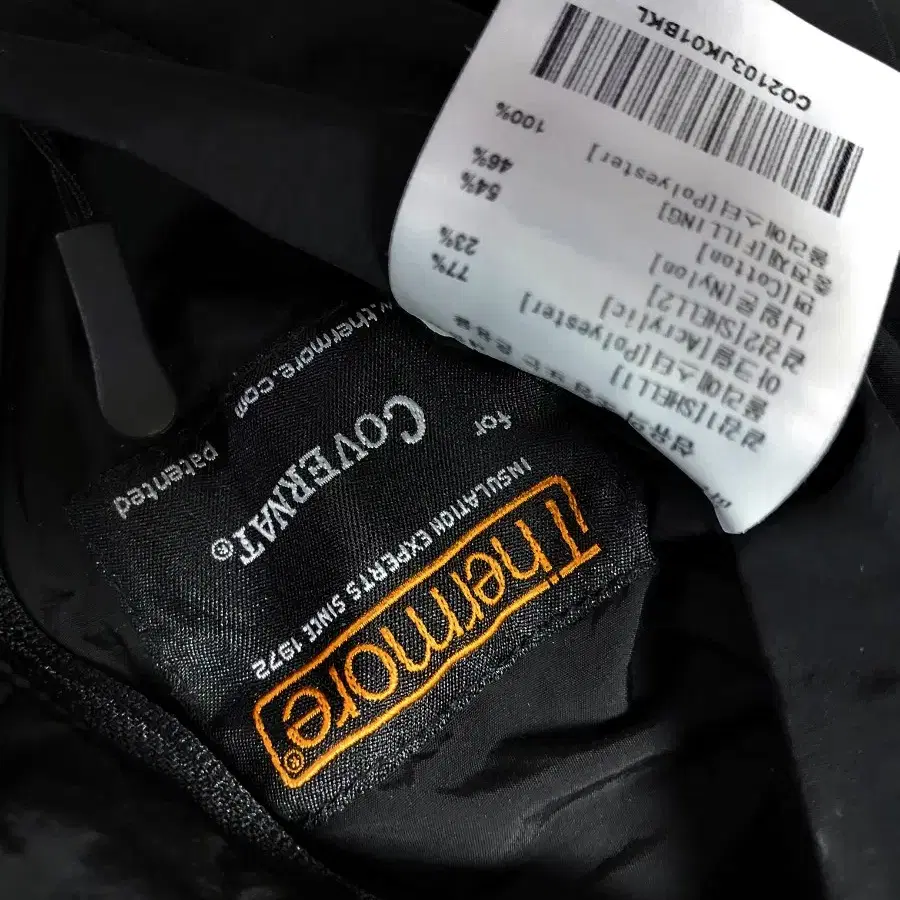 Thermore®
INSULATION EXPERTS SINCE 1972
for
COVERNAT®
patented .thermore.com
겉감1[SHELL1]
폴리에스터[Polyester] 77%
아크릴[Acrylic] 23%
겉감2[SHELL2]
나일론[Nylon] 54%
면[Cotton] 46%
충전재[FILLING]
폴리에스터[Polyester] 100%
CO2103JK01BKL